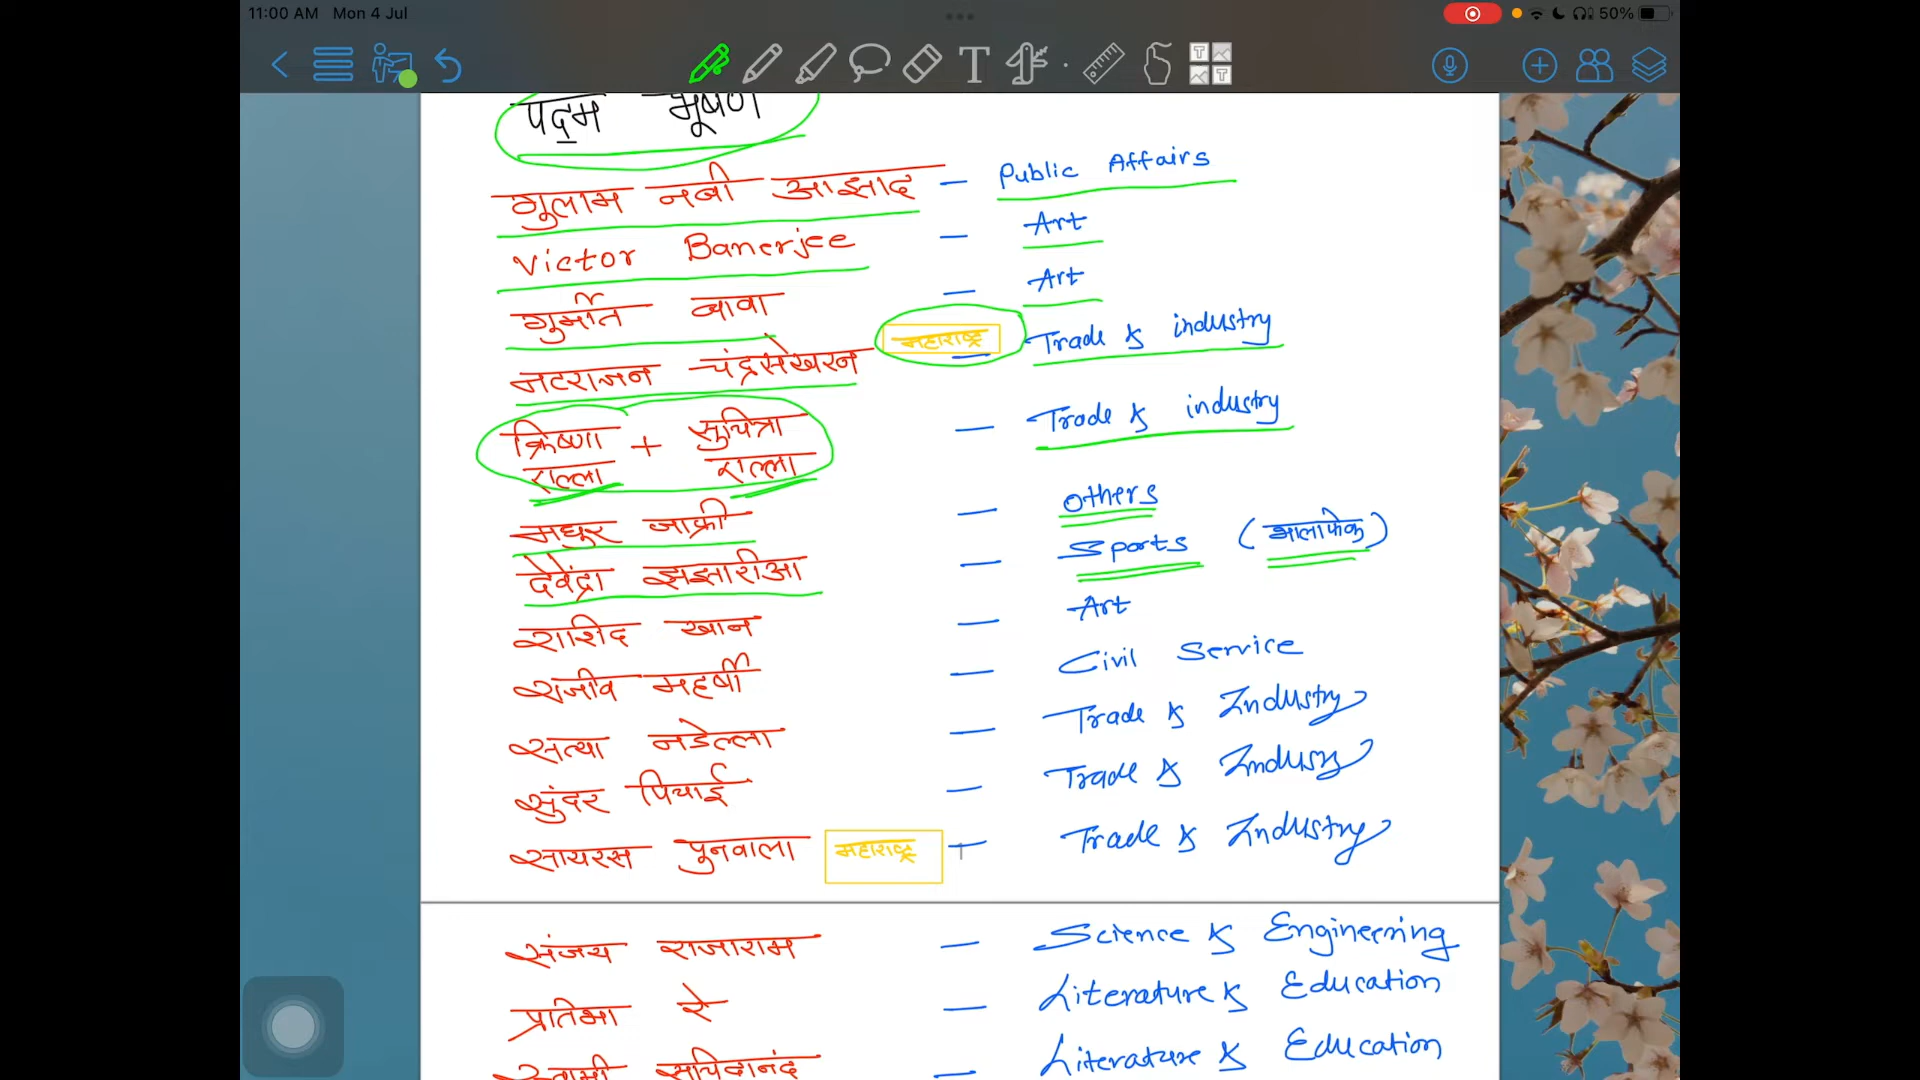 11:00 AM Mon 4 Jul 50%
पद्म भूषण
गुलाम नबी आझाद – Public Affairs
Victor Banerjee – Art
गुर्मीत बावा – Art
नटराजन चंद्रसेखरन महाराष्ट्र – Trade & industry
क्रिष्णा एल्ला + सुचित्रा एल्ला – Trade & industry
मधुर जाफ्री – Others
देवेंद्रा झझारीआ – Sports (भालाफेक)
राशिद खान – Art
राजीव महर्षी – Civil Service
सत्या नडेल्ला – Trade & Industry
सुंदर पिचाई – Trade & Indusry
सायरस पुनवाला महाराष्ट्र – Trade & Industry
संजय राजाराम – Science & Engineering
प्रतिभा रे – Literature & Education
स्वामी सच्चिदानंद – Literature & Education